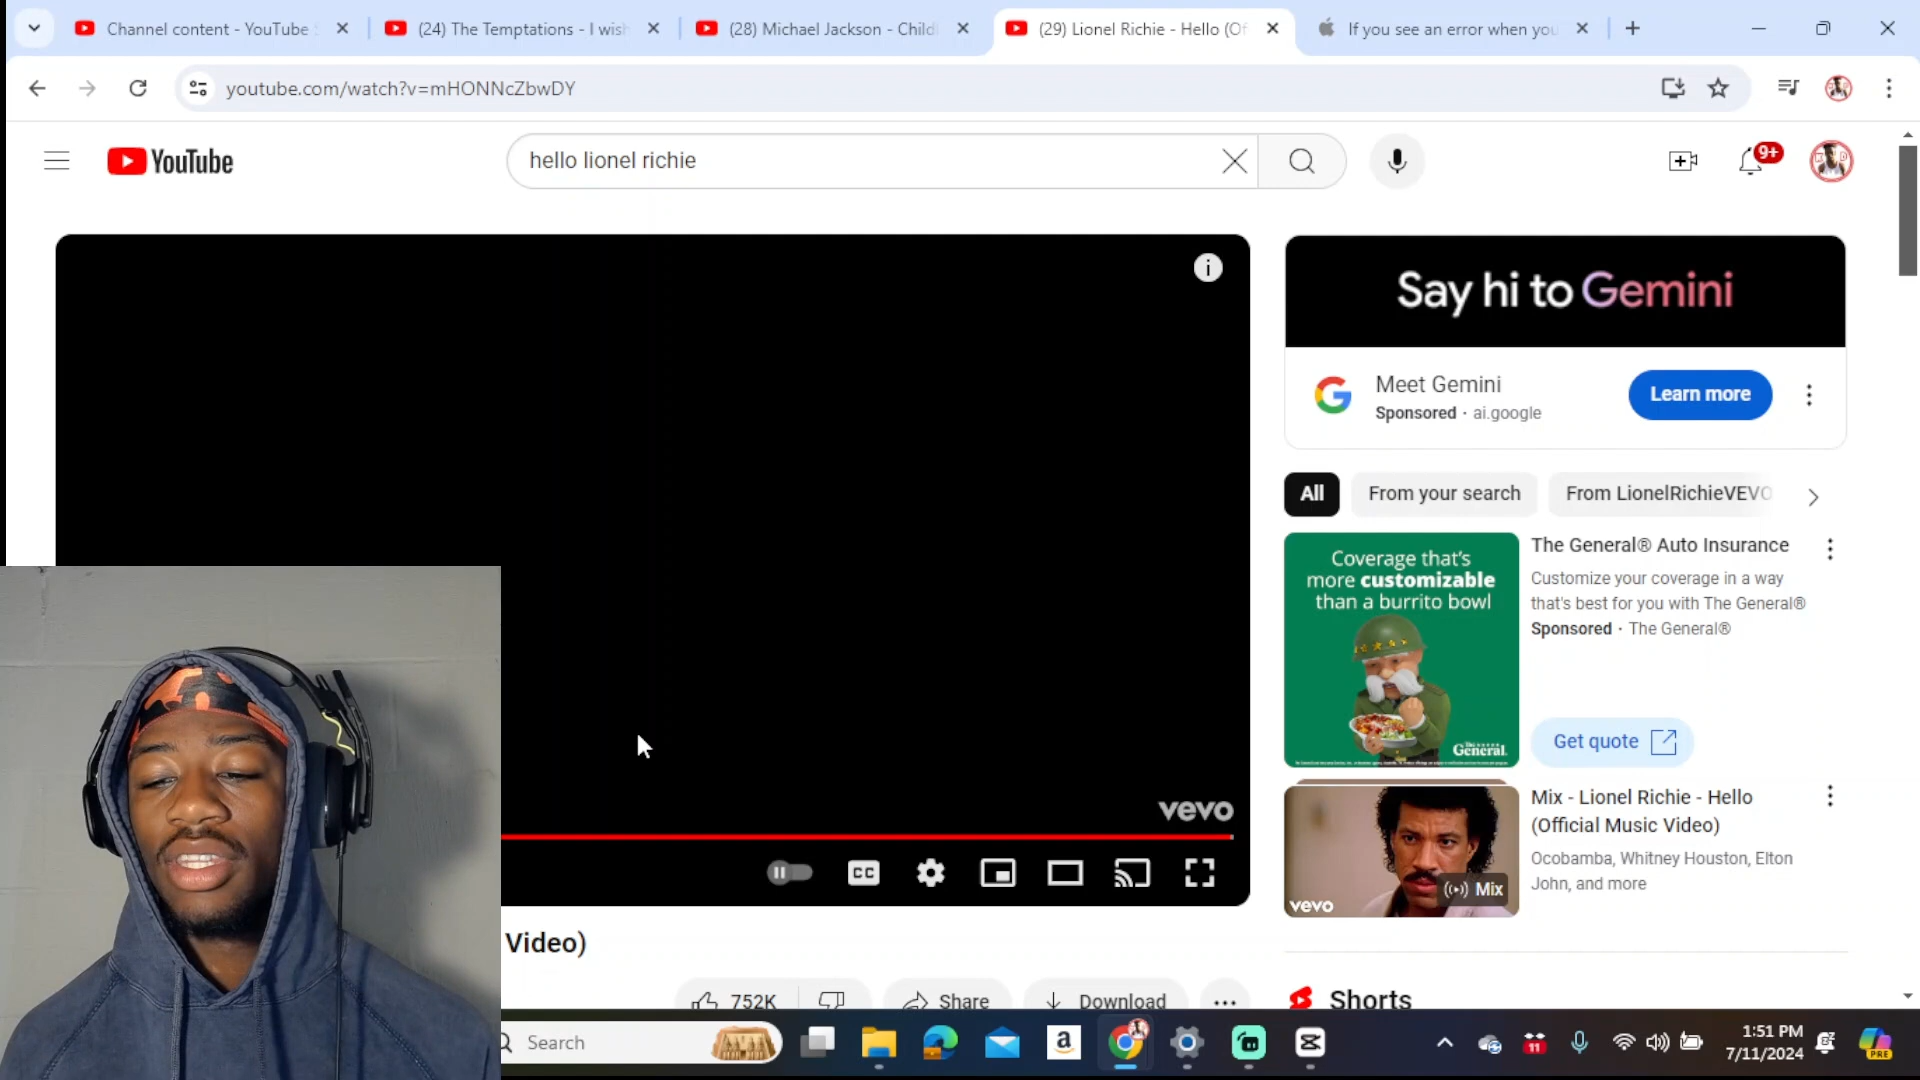 Channel content - YouTube
(24) The Temptations - I wish
(28) Michael Jackson - Child
(29) Lionel Richie - Hello (Of
If you see an error when you
youtube.com/watch?v=mHONNcZbwDY
YouTube
hello lionel richie
9+
Say hi to Gemini
Meet Gemini
Sponsored · ai.google
Learn more
All
From your search
From LionelRichieVEVO
Coverage that's
more customizable
than a burrito bowl
The General
The General® Auto Insurance
Customize your coverage in a way
that's best for you with The General®
Sponsored · The General®
Get quote
vevo
CC
Mix - Lionel Richie - Hello
(Official Music Video)
Ocobamba, Whitney Houston, Elton
John, and more
Mix
vevo
Video)
752K
Share
Download
Shorts
Search
a
11
1:51 PM
7/11/2024
PRE